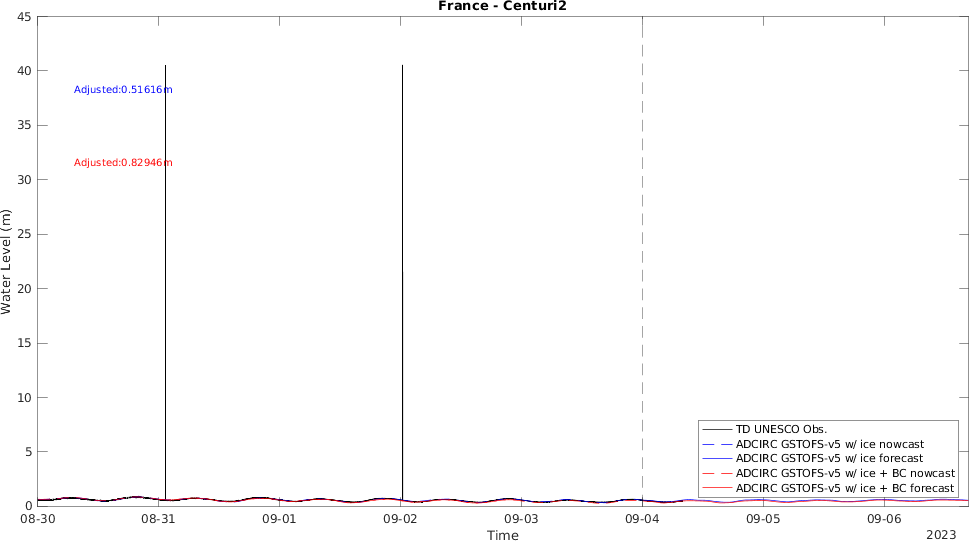 France - Centuri2
45
40
35
30
25
20
15
10
5
0
Water Level (m)
Adjusted:0.51616m
Adjusted:0.82946m
TD UNESCO Obs.
ADCIRC GSTOFS-v5 w/ ice nowcast
ADCIRC GSTOFS-v5 w/ ice forecast
ADCIRC GSTOFS-v5 w/ ice + BC nowcast
ADCIRC GSTOFS-v5 w/ ice + BC forecast
08-30 08-31 09-01 09-02 09-03 09-04 09-05 09-06
Time
2023